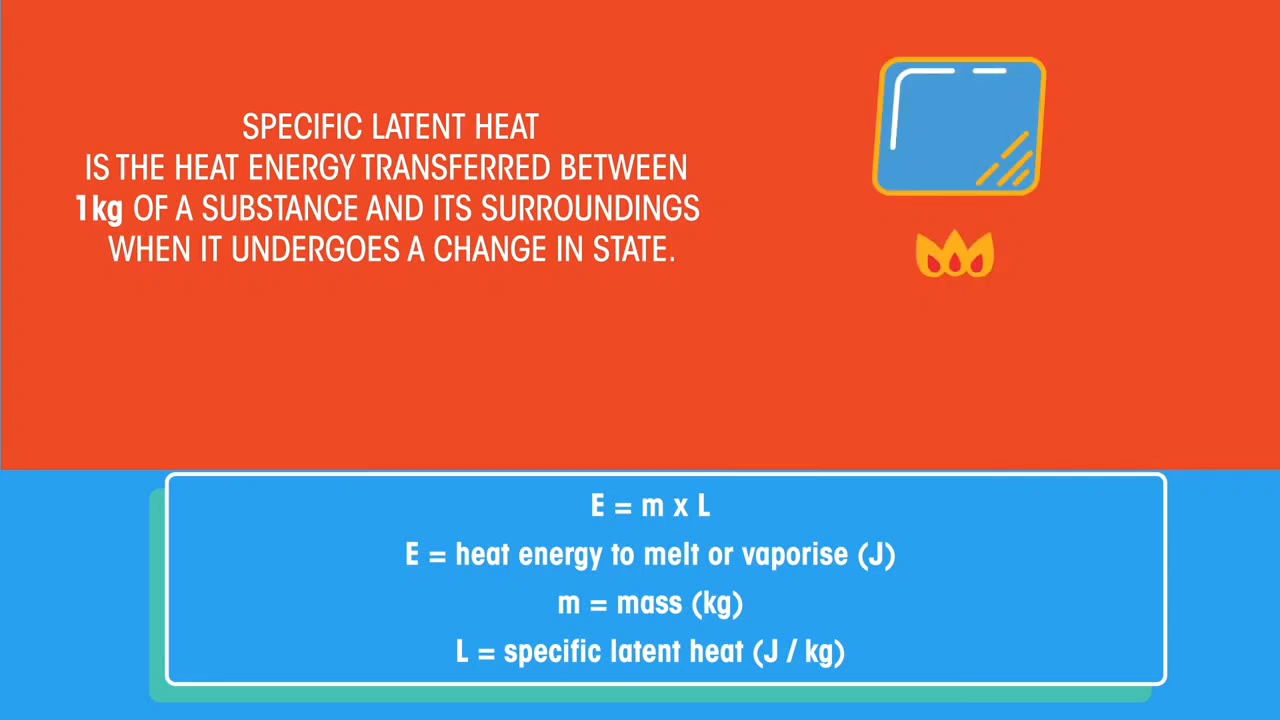 SPECIFIC LATENT HEAT
IS THE HEAT ENERGY TRANSFERRED BETWEEN
1kg OF A SUBSTANCE AND ITS SURROUNDINGS
WHEN IT UNDERGOES A CHANGE IN STATE.
E = m x L
E = heat energy to melt or vaporise (J)
m = mass (kg)
L = specific latent heat (J / kg)